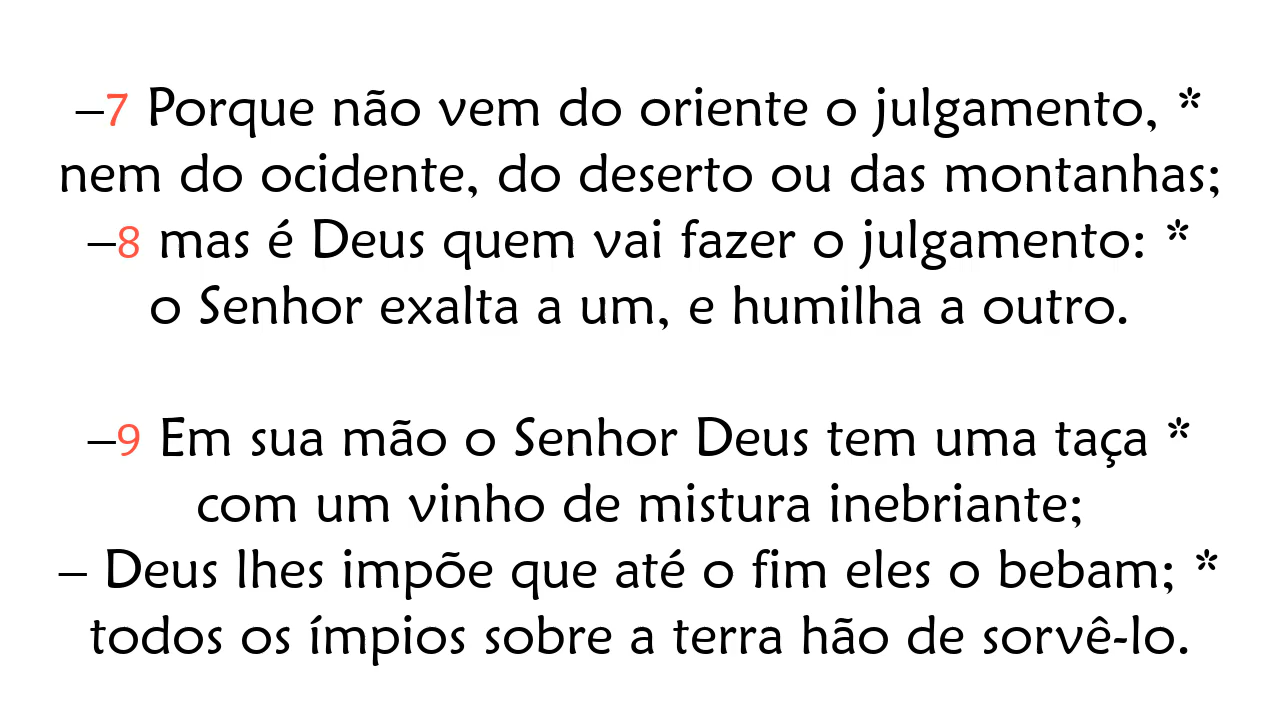 –7 Porque não vem do oriente o julgamento, *
nem do ocidente, do deserto ou das montanhas;
–8 mas é Deus quem vai fazer o julgamento: *
o Senhor exalta a um, e humilha a outro.
–9 Em sua mão o Senhor Deus tem uma taça *
com um vinho de mistura inebriante;
– Deus lhes impõe que até o fim eles o bebam; *
todos os ímpios sobre a terra hão de sorvê-lo.